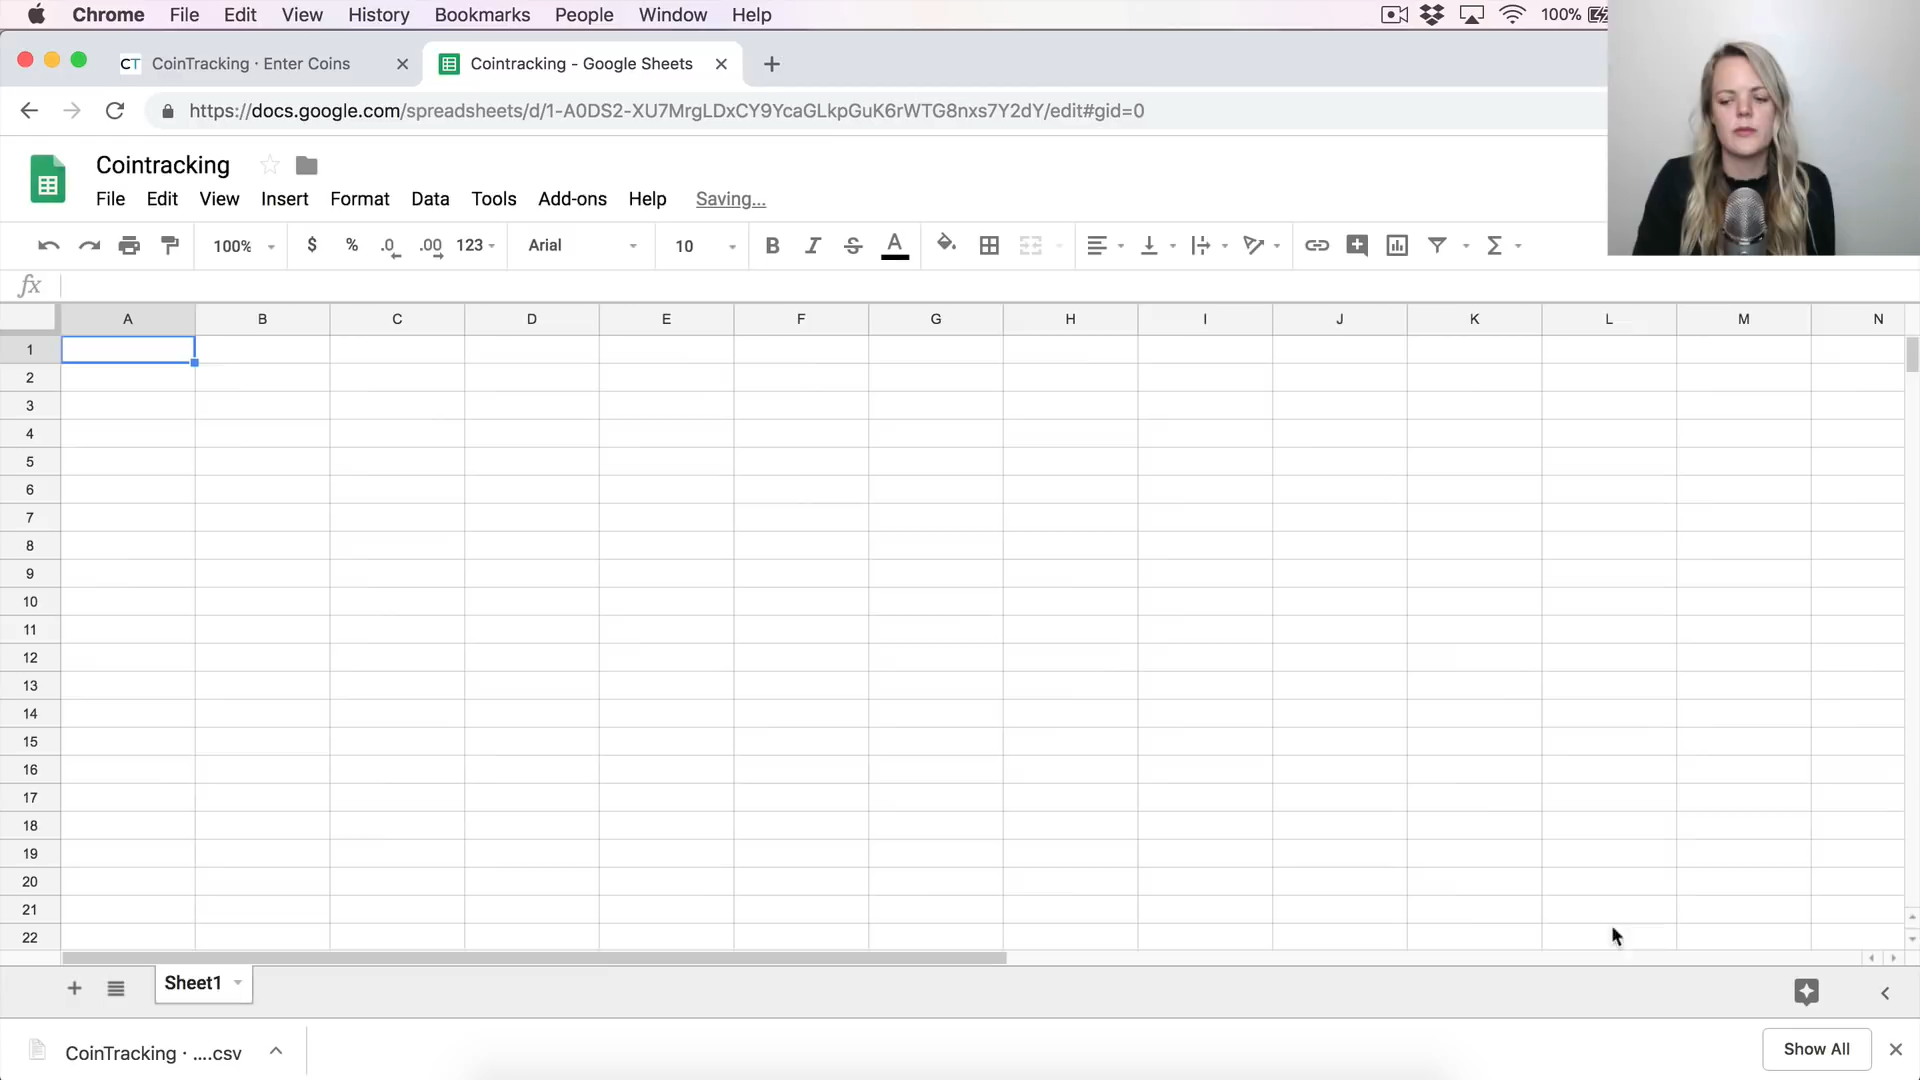 Chrome File Edit View History Bookmarks People Window Help 100%
CT CoinTracking · Enter Coins Cointracking - Google Sheets
https://docs.google.com/spreadsheets/d/1-A0DS2-XU7MrgLDxCY9YcaGLkpGuK6rWTG8nxs7Y2dY/edit#gid=0
Cointracking
File Edit View Insert Format Data Tools Add-ons Help Saving...
100% $ % .0 .00 123 Arial 10 B I S A Σ
fx
A B C D E F G H I J K L M N
1
2
3
4
5
6
7
8
9
10
11
12
13
14
15
16
17
18
19
20
21
22
+ Sheet1
CoinTracking · ....csv Show All